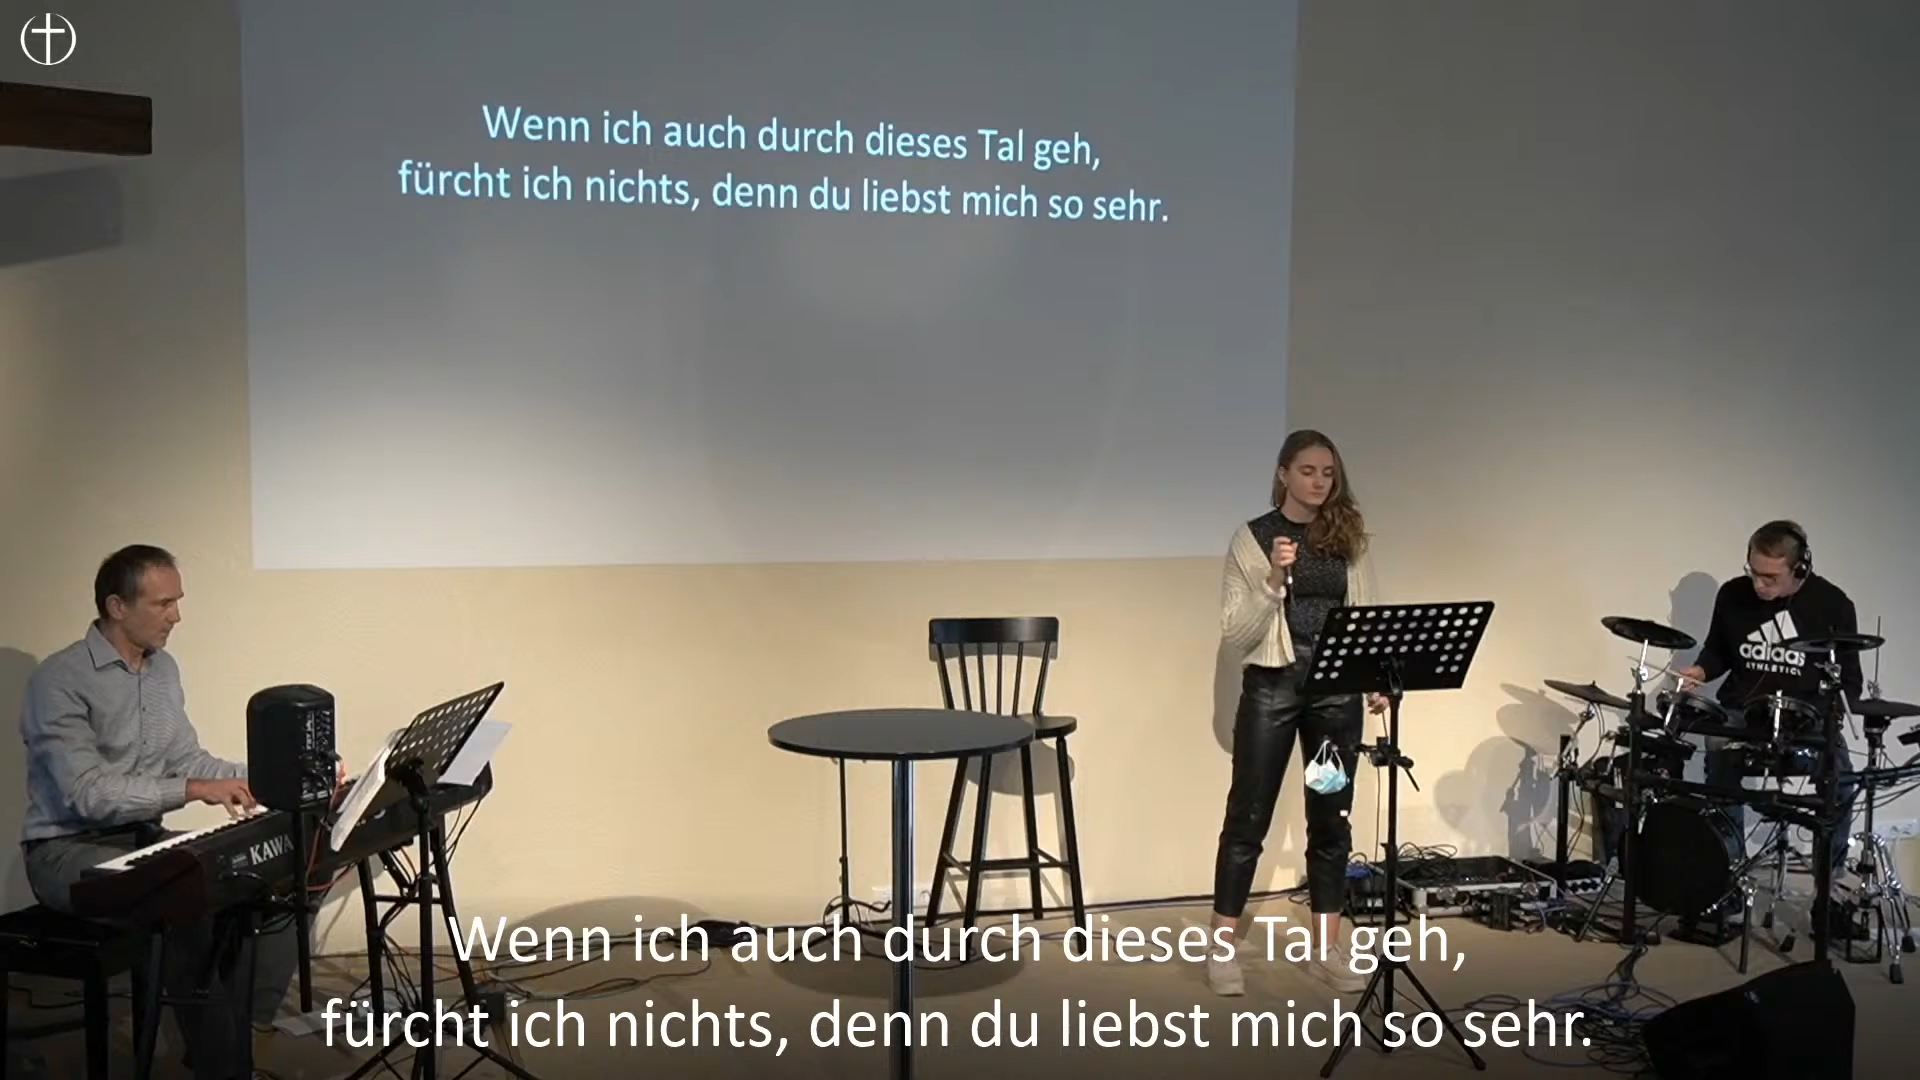 Wenn ich auch durch dieses Tal geh,
fürcht ich nichts, denn du liebst mich so sehr.
adidas
ATHLETICS
KAWA
Wenn ich auch durch dieses Tal geh,
fürcht ich nichts, denn du liebst mich so sehr.